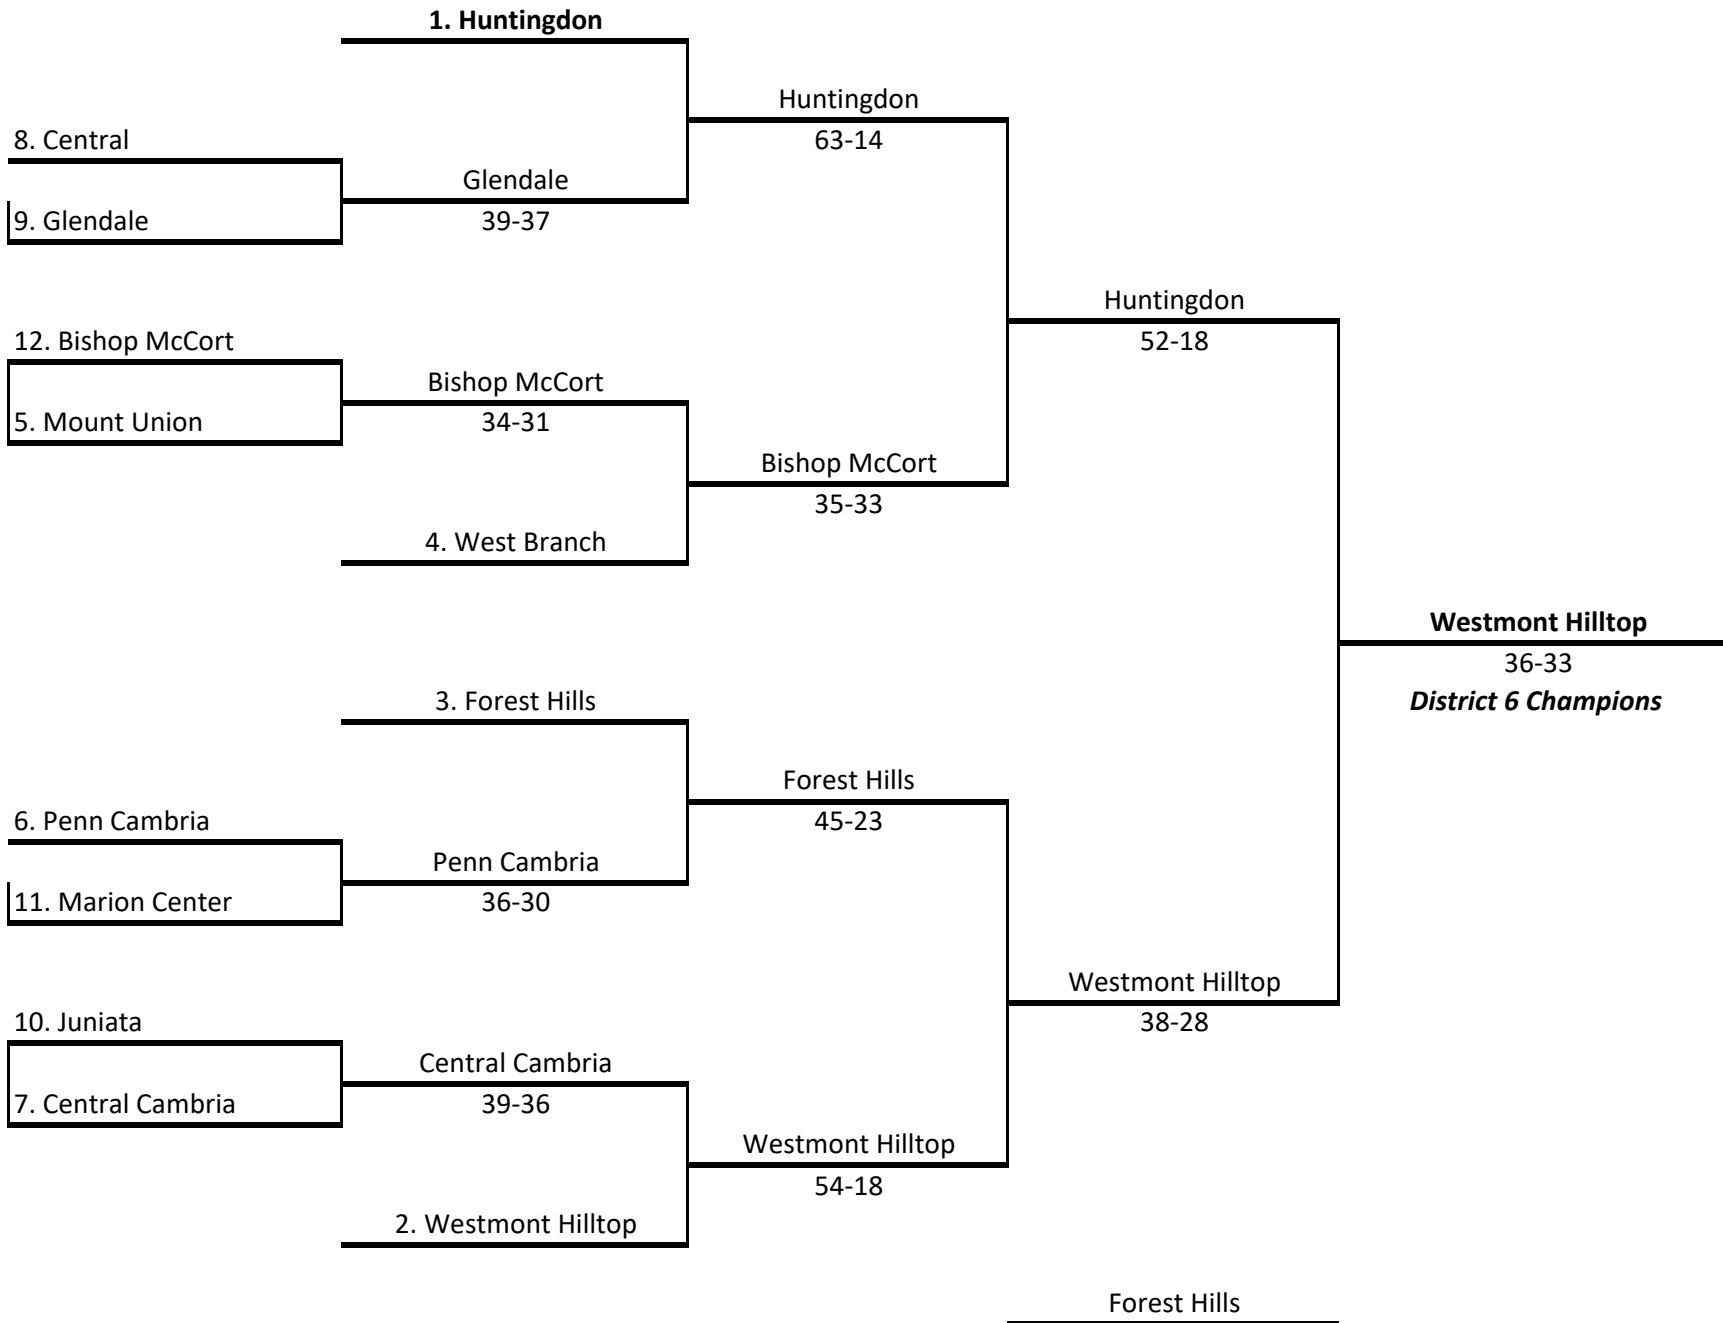 1. Huntingdon
Huntingdon
8. Central
63-14
Glendale
9. Glendale
39-37
Huntingdon
12. Bishop McCort
52-18
Bishop McCort
5. Mount Union
34-31
Bishop McCort
35-33
4. West Branch
Westmont Hilltop
36-33
3. Forest Hills
District 6 Champions
Forest Hills
6. Penn Cambria
45-23
Penn Cambria
11. Marion Center
36-30
Westmont Hilltop
10. Juniata
38-28
Central Cambria
7. Central Cambria
39-36
Westmont Hilltop
54-18
2. Westmont Hilltop
Forest Hills